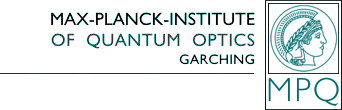 MAX-PLANCK-INSTITUTE
OF QUANTUM OPTICS
GARCHING
MPQ